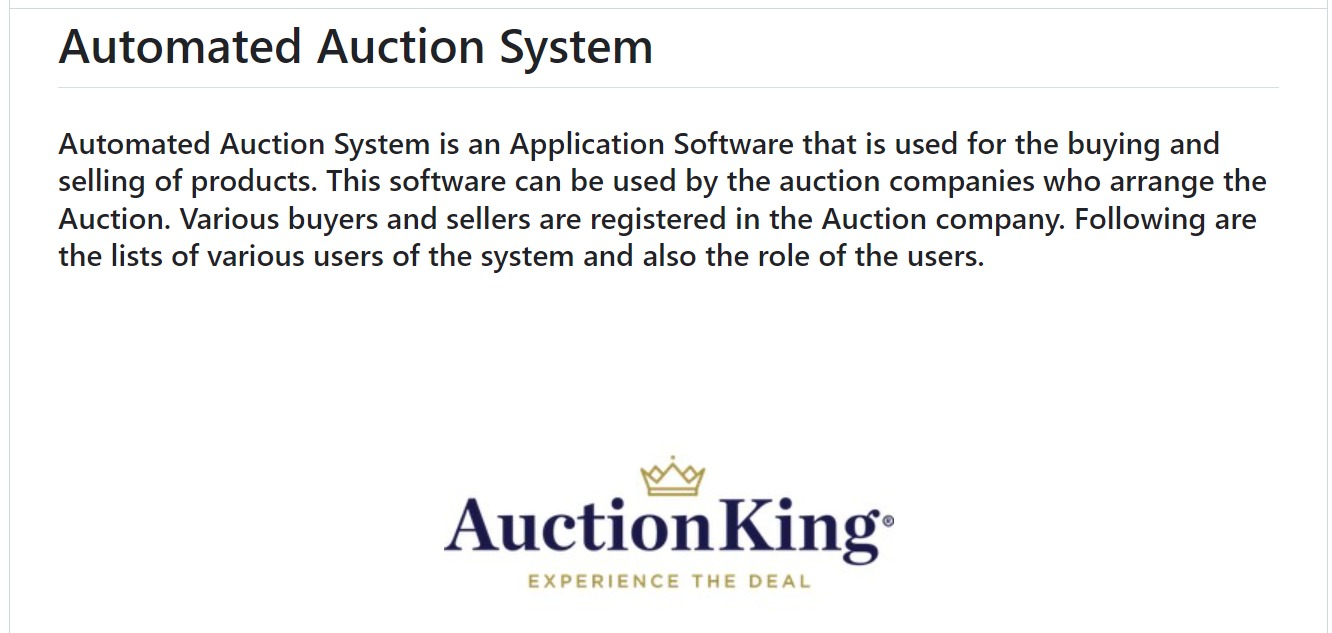 Automated Auction System
Automated Auction System is an Application Software that is used for the buying and
selling of products. This software can be used by the auction companies who arrange the
Auction. Various buyers and sellers are registered in the Auction company. Following are
the lists of various users of the system and also the role of the users.
AuctionKing®
EXPERIENCE THE DEAL